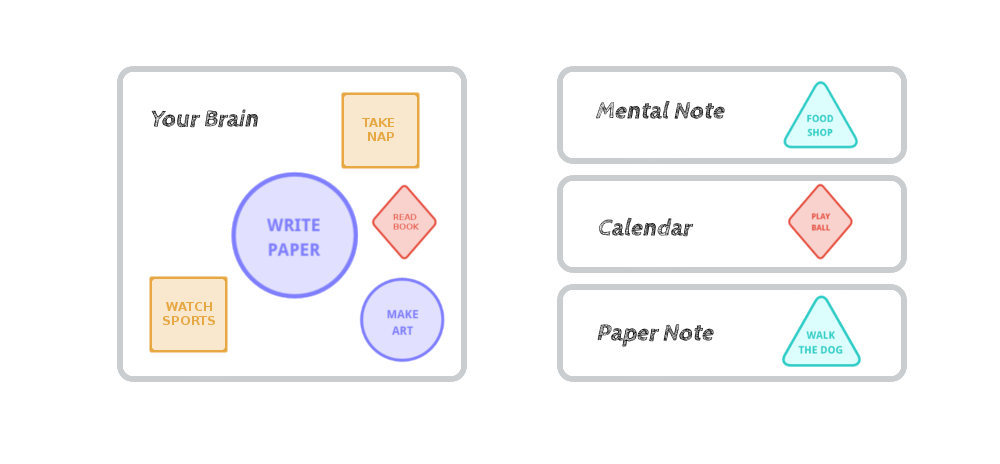 Your Brain
TAKE
NAP
WRITE
PAPER
READ
BOOK
WATCH
SPORTS
MAKE
ART
Mental Note
FOOD
SHOP
Calendar
PLAY
BALL
Paper Note
WALK
THE DOG